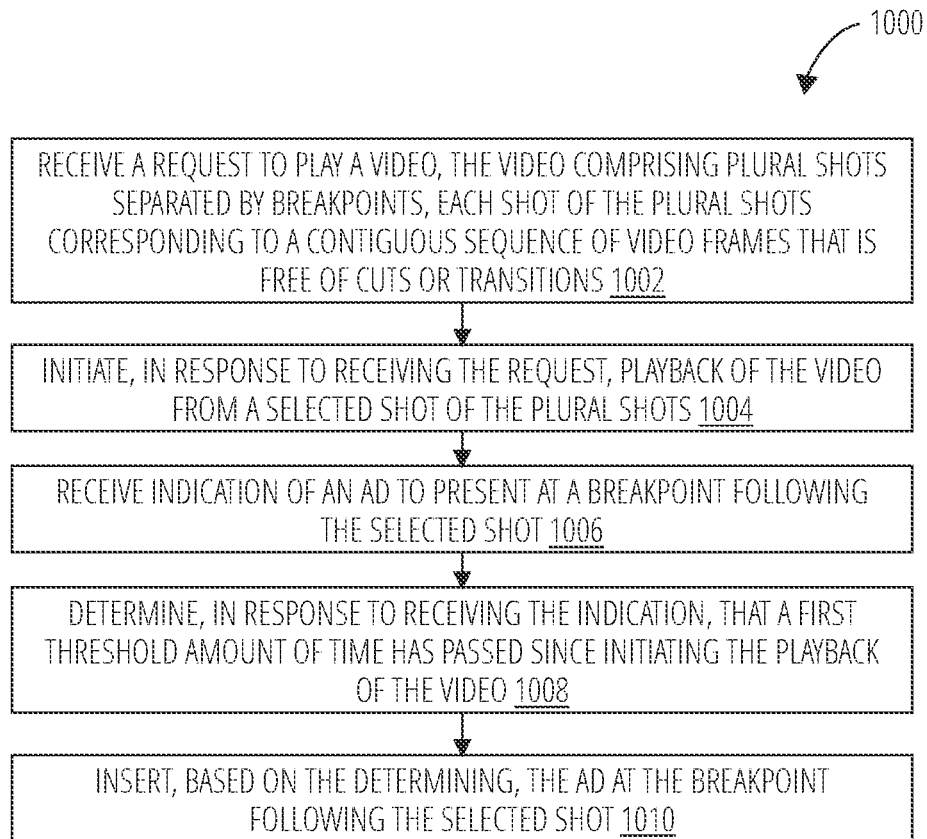 1000
RECEIVE A REQUEST TO PLAY A VIDEO, THE VIDEO COMPRISING PLURAL SHOTS
SEPARATED BY BREAKPOINTS, EACH SHOT OF THE PLURAL SHOTS
CORRESPONDING TO A CONTIGUOUS SEQUENCE OF VIDEO FRAMES THAT IS
FREE OF CUTS OR TRANSITIONS 1002
INITIATE, IN RESPONSE TO RECEIVING THE REQUEST, PLAYBACK OF THE VIDEO
FROM A SELECTED SHOT OF THE PLURAL SHOTS 1004
RECEIVE INDICATION OF AN AD TO PRESENT AT A BREAKPOINT FOLLOWING
THE SELECTED SHOT 1006
DETERMINE, IN RESPONSE TO RECEIVING THE INDICATION, THAT A FIRST
THRESHOLD AMOUNT OF TIME HAS PASSED SINCE INITIATING THE PLAYBACK
OF THE VIDEO 1008
INSERT, BASED ON THE DETERMINING, THE AD AT THE BREAKPOINT
FOLLOWING THE SELECTED SHOT 1010